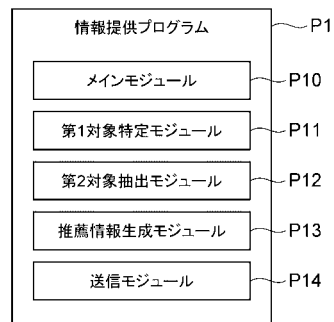 情報提供プログラム P1
メインモジュール P10
第1対象特定モジュール P11
第2対象抽出モジュール P12
推薦情報生成モジュール P13
送信モジュール P14